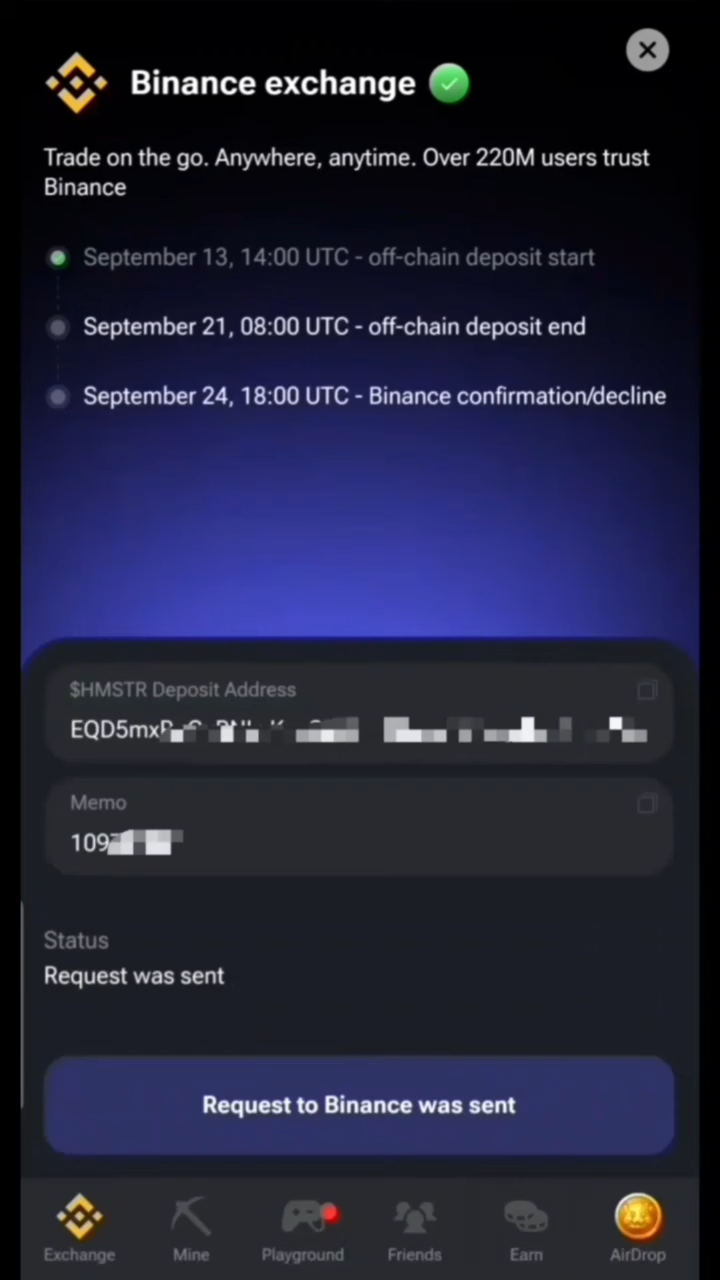 Binance exchange
Trade on the go. Anywhere, anytime. Over 220M users trust
Binance
September 13, 14:00 UTC - off-chain deposit start
September 21, 08:00 UTC - off-chain deposit end
September 24, 18:00 UTC - Binance confirmation/decline
$HMSTR Deposit Address
Memo
Status
Request was sent
Request to Binance was sent
Exchange Mine Playground Friends Earn AirDrop